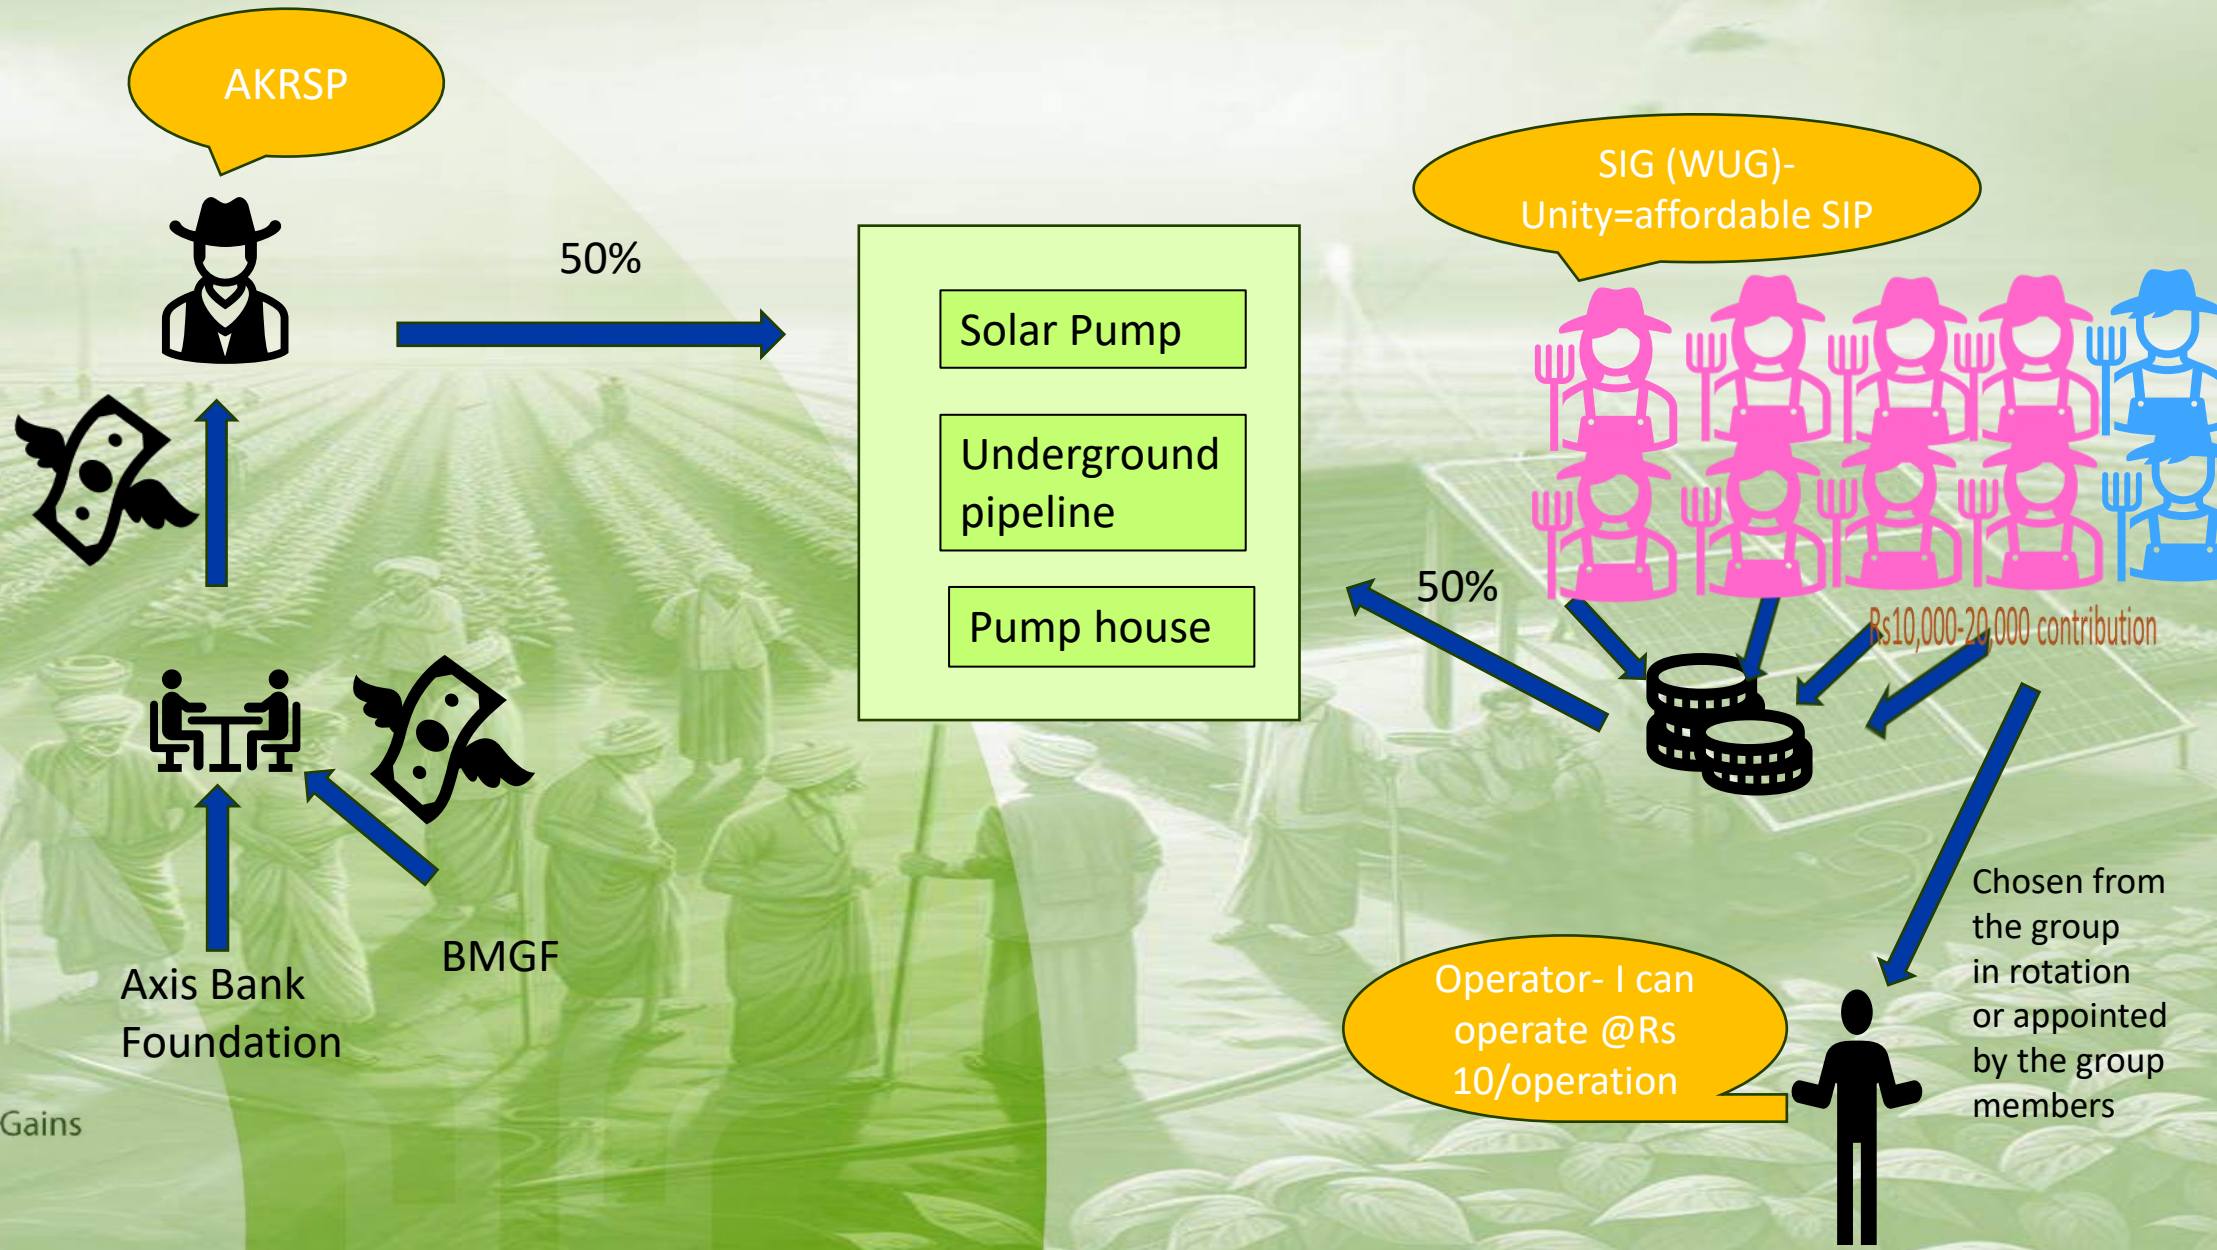 AKRSP
50%
Solar Pump
Underground
pipeline
Pump house
SIG (WUG)-
Unity=affordable SIP
50%
Rs10,000-20,000 contribution
Axis Bank
Foundation
BMGF
Operator- I can
operate @Rs
10/operation
Chosen from
the group
in rotation
or appointed
by the group
members
Gains